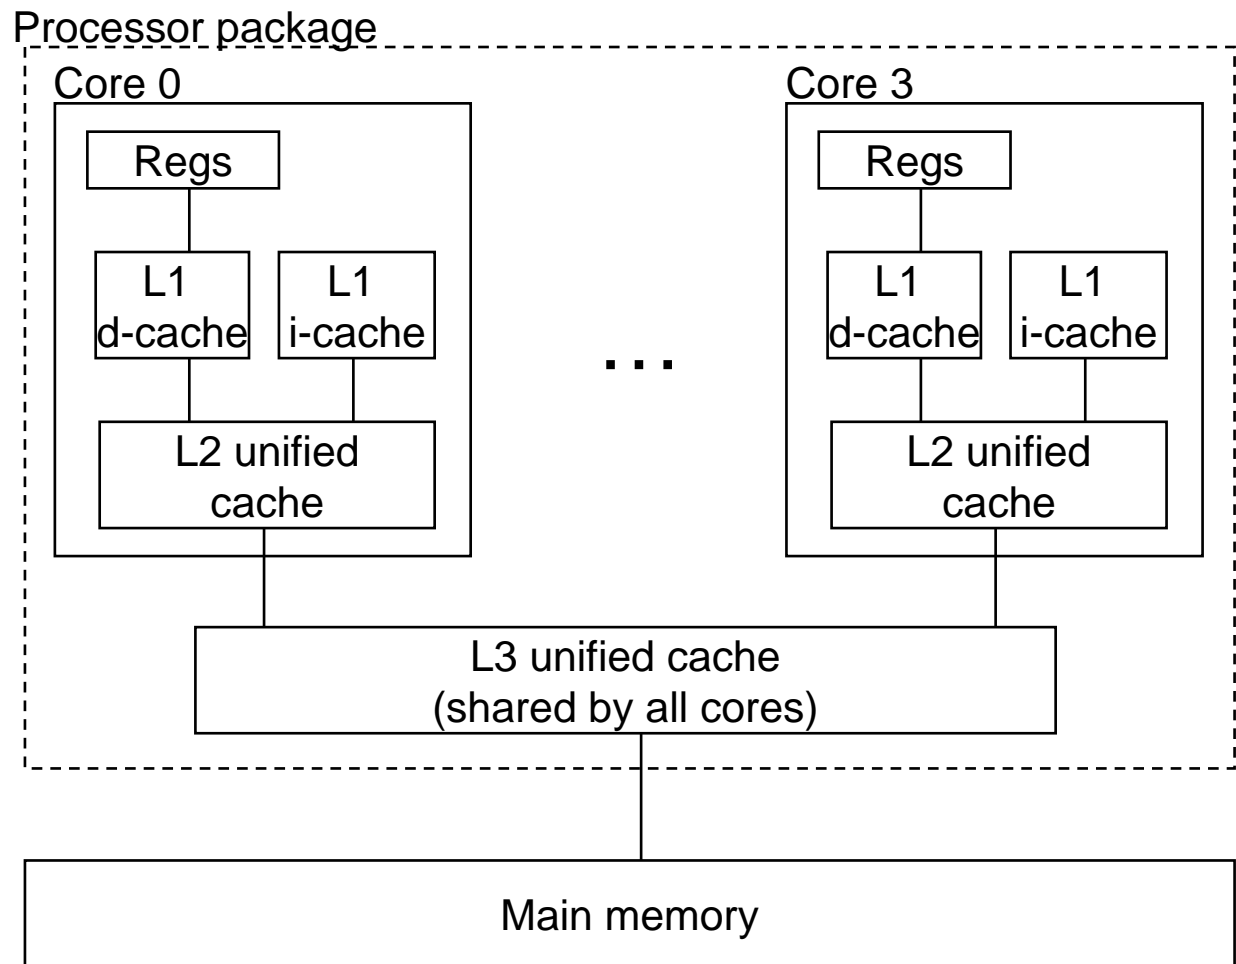 Processor package
Core 0
Regs
L1
d-cache
L1
i-cache
L2 unified
cache
...
Core 3
Regs
L1
d-cache
L1
i-cache
L2 unified
cache
L3 unified cache
(shared by all cores)
Main memory